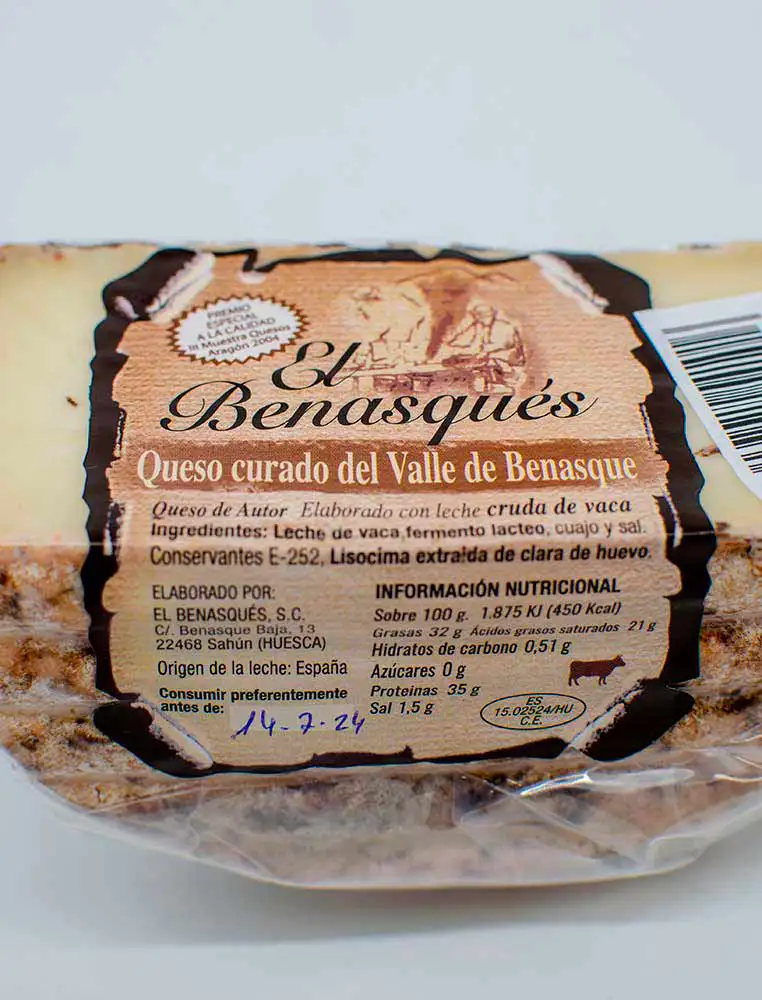 PREMIO
ESPECIAL
A LA CALIDAD
III Muestra Quesos
Aragón 2004
El
Benasqués
Queso curado del Valle de Benasque
Queso de Autor Elaborado con leche cruda de vaca
Ingredientes: Leche de vaca, fermento lacteo, cuajo y sal.
Conservantes E-252, Lisocima extraída de clara de huevo.
ELABORADO POR:
EL BENASQUÉS, S.C.
C/. Benasque Baja, 13
22468 Sahún (HUESCA)
Origen de la leche: España
Consumir preferentemente
antes de:
14-7-24
INFORMACIÓN NUTRICIONAL
Sobre 100 g. 1.875 KJ (450 Kcal)
Grasas 32 g Ácidos grasos saturados 21 g
Hidratos de carbono 0,51 g
Azúcares 0 g
Proteinas 35 g
Sal 1,5 g
ES
15.02524/HU
C.E.